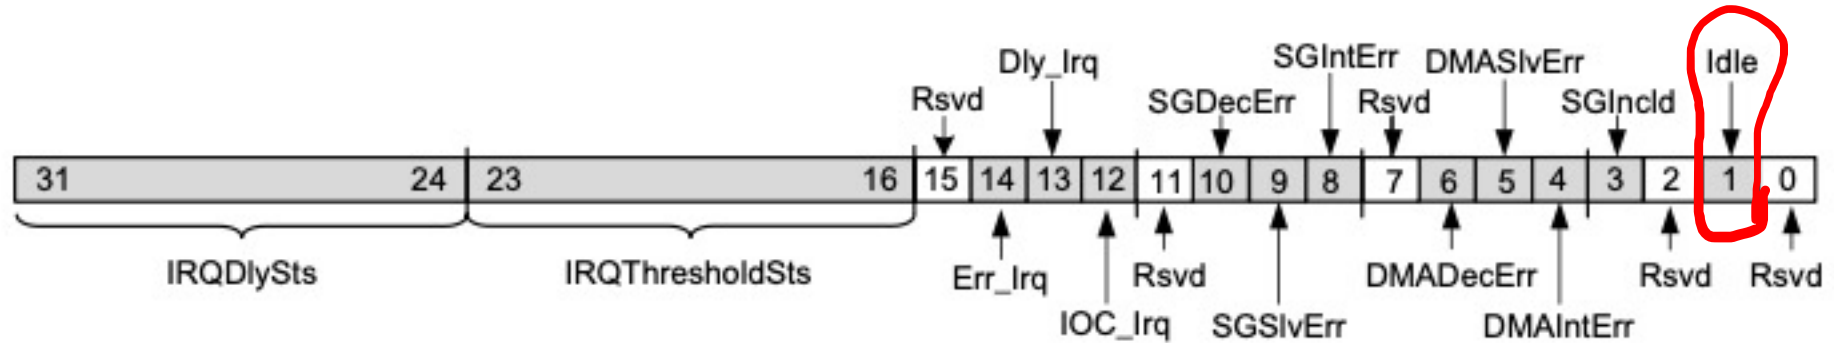 SGIntErr DMASlvErr Idle
Dly_Irq
Rsvd SGDecErr Rsvd SGIncld
31 24 23 16 15 14 13 12 11 10 9 8 7 6 5 4 3 2 1 0
IRQDlySts IRQThresholdSts Err_Irq Rsvd DMADecErr Rsvd Rsvd
IOC_Irq SGSlvErr DMAIntErr